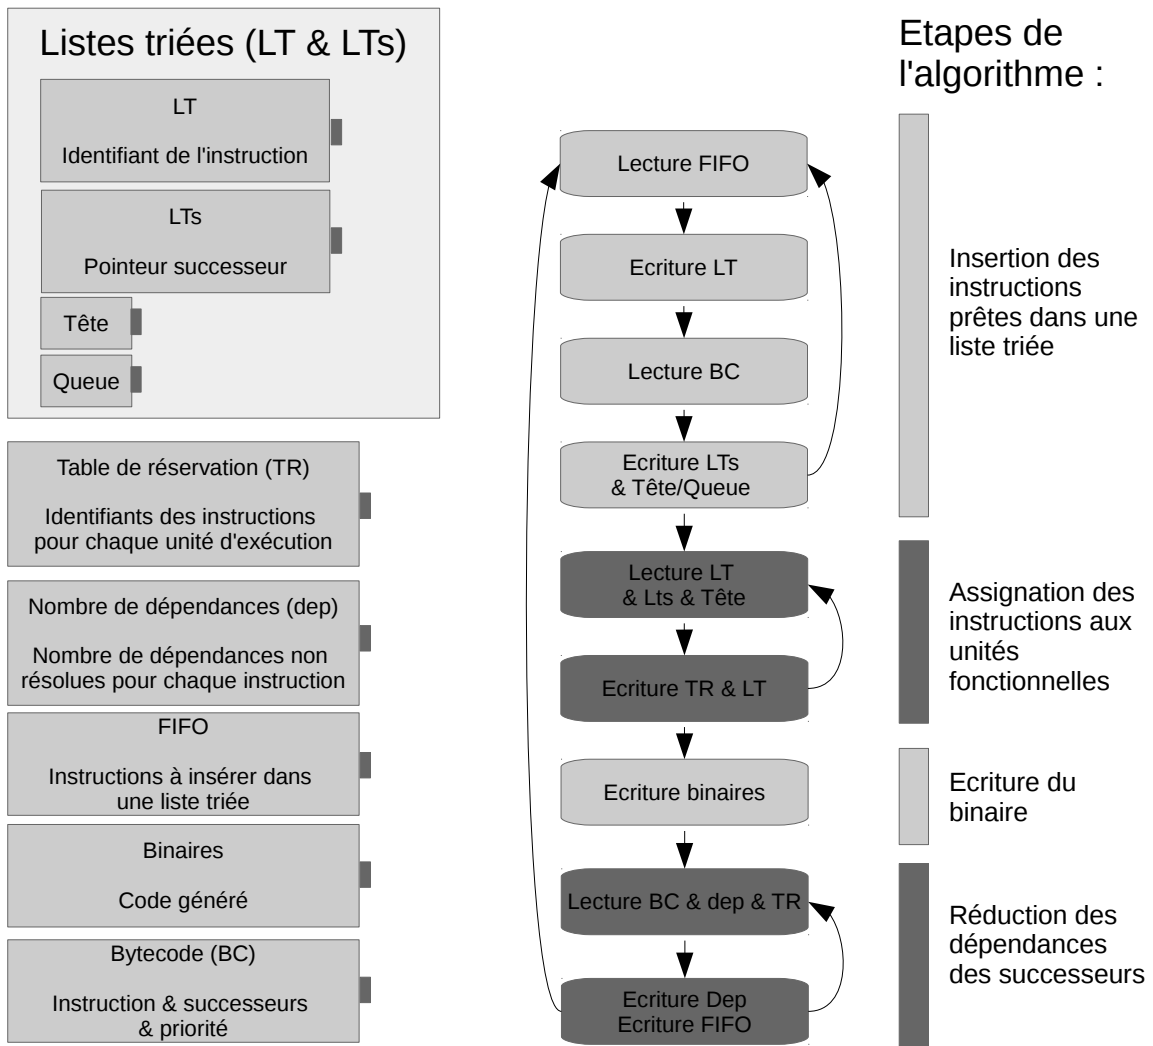 Listes triées (LT & LTs)
LT
Identifiant de l'instruction
LTs
Pointeur successeur
Tête
Queue
Table de réservation (TR)
Identifiants des instructions
pour chaque unité d'exécution
Nombre de dépendances (dep)
Nombre de dépendances non
résolues pour chaque instruction
FIFO
Instructions à insérer dans
une liste triée
Binaires
Code généré
Bytecode (BC)
Instruction & successeurs
& priorité
Lecture FIFO
Ecriture LT
Lecture BC
Ecriture LTs
& Tête/Queue
Lecture LT
& Lts & Tête
Ecriture TR & LT
Ecriture binaires
Lecture BC & dep & TR
Ecriture Dep
Ecriture FIFO
Etapes de
l'algorithme :
Insertion des
instructions
prêtes dans une
liste triée
Assignation des
instructions aux
unités
fonctionnelles
Ecriture du
binaire
Réduction des
dépendances
des successeurs